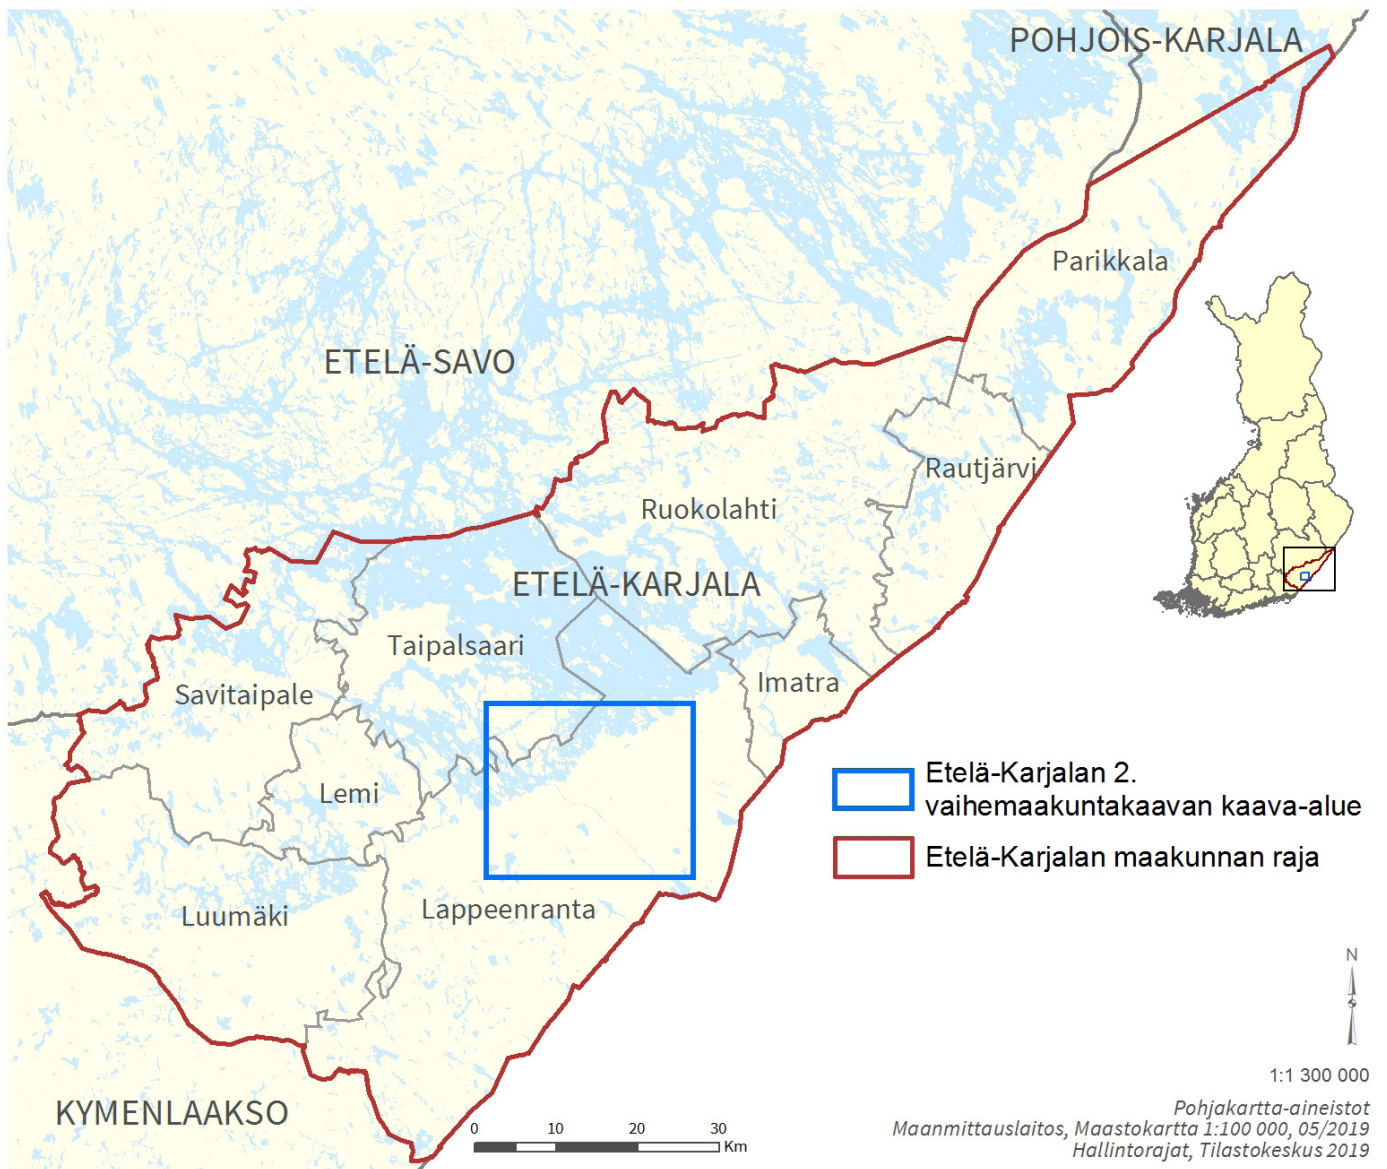 POHJOIS-KARJALA
Parikkala
ETELÄ-SAVO
Rautjärvi
Ruokolahti
ETELÄ-KARJALA
Taipalsaari
Imatra
Savitaipale
Lemi
Etelä-Karjalan 2.
vaihemaakuntakaavan kaava-alue
Etelä-Karjalan maakunnan raja
Luumäki
Lappeenranta
N
1:1 300 000
KYMENLAAKSO
0 10 20 30
Km
Pohjakartta-aineistot
Maanmittauslaitos, Maastokartta 1:100 000, 05/2019
Hallintorajat, Tilastokeskus 2019